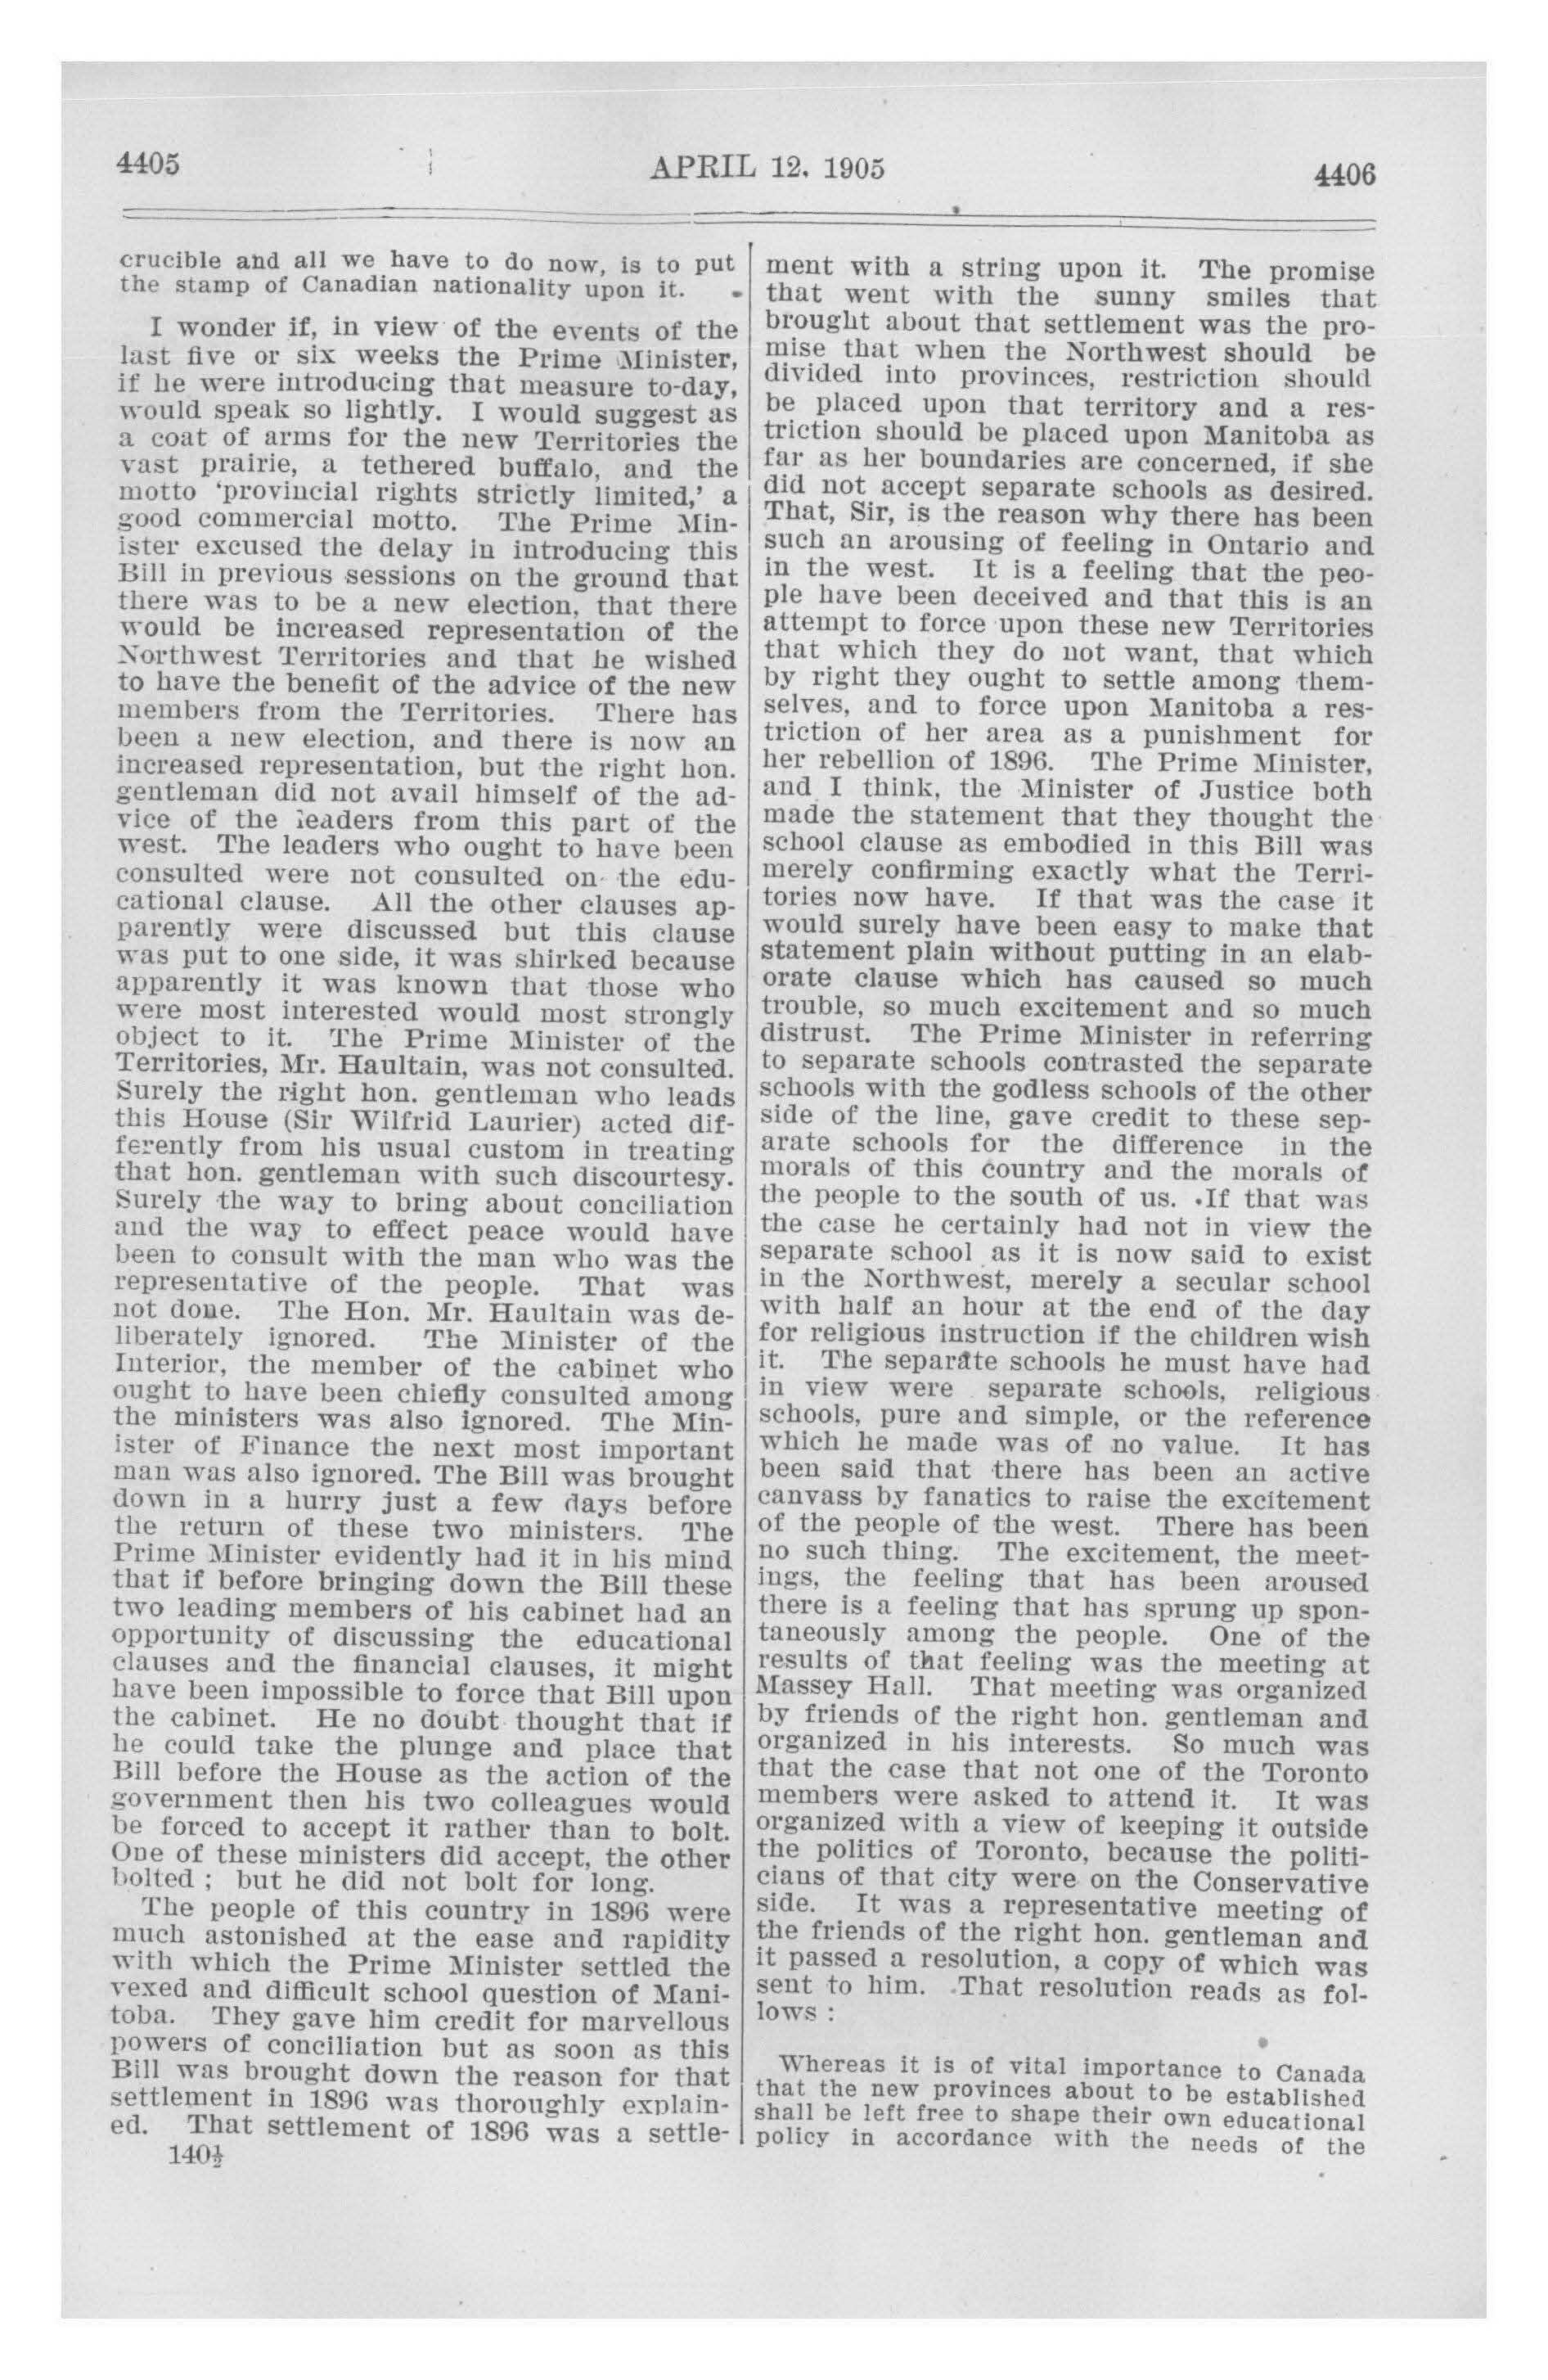 4405
APRIL 12, 1905
4406
crucible and all we have to do now, is to put
the stamp of Canadian nationality upon it.
I wonder if, in view of the events of the
last five or six weeks the Prime Minister,
if he were introducing that measure to-day,
would speak so lightly. I would suggest as
a coat of arms for the new Territories the
vast prairie, a tethered buffalo, and the
motto 'provincial rights strictly limited,' a
good commercial motto. The Prime Min-
ister excused the delay in introducing this
Bill in previous sessions on the ground that
there was to be a new election, that there
would be increased representation of the
Northwest Territories and that he wished
to have the benefit of the advice of the new
members from the Territories. There has
been a new election, and there is now an
increased representation, but the right hon.
gentleman did not avail himself of the ad-
vice of the leaders from this part of the
west. The leaders who ought to have been
consulted were not consulted on the edu-
cational clause. All the other clauses ap-
parently were discussed but this clause
was put to one side, it was shirked because
apparently it was known that those who
were most interested would most strongly
object to it. The Prime Minister of the
Territories, Mr. Haultain, was not consulted.
Surely the right hon. gentleman who leads
this House (Sir Wilfrid Laurier) acted dif-
ferently from his usual custom in treating
that hon. gentleman with such discourtesy.
Surely the way to bring about conciliation
and the way to effect peace would have
been to consult with the man who was the
representative of the people. That was
not done. The Hon. Mr. Haultain was de-
liberately ignored. The Minister of the
Interior, the member of the cabinet who
ought to have been chiefly consulted among
the ministers was also ignored. The Min-
ister of Finance the next most important
man was also ignored. The Bill was brought
down in a hurry just a few days before
the return of these two ministers. The
Prime Minister evidently had it in his mind
that if before bringing down the Bill these
two leading members of his cabinet had an
opportunity of discussing the educational
clauses and the financial clauses, it might
have been impossible to force that Bill upon
the cabinet. He no doubt thought that if
he could take the plunge and place that
Bill before the House as the action of the
government then his two colleagues would
be forced to accept it rather than to bolt.
One of these ministers did accept, the other
bolted ; but he did not bolt for long.
The people of this country in 1896 were
much astonished at the ease and rapidity
with which the Prime Minister settled the
vexed and difficult school question of Mani-
toba. They gave him credit for marvellous
powers of conciliation but as soon as this
Bill was brought down the reason for that
settlement in 1896 was thoroughly explain-
ed. That settlement of 1896 was a settle-
140½
ment with a string upon it. The promise
that went with the sunny smiles that
brought about that settlement was the pro-
mise that when the Northwest should be
divided into provinces, restriction should
be placed upon that territory and a res-
triction should be placed upon Manitoba as
far as her boundaries are concerned, if she
did not accept separate schools as desired.
That, Sir, is the reason why there has been
such an arousing of feeling in Ontario and
in the west. It is a feeling that the peo-
ple have been deceived and that this is an
attempt to force upon these new Territories
that which they do not want, that which
by right they ought to settle among them-
selves, and to force upon Manitoba a res-
triction of her area as a punishment for
her rebellion of 1896. The Prime Minister,
and I think, the Minister of Justice both
made the statement that they thought the
school clause as embodied in this Bill was
merely confirming exactly what the Terri-
tories now have. If that was the case it
would surely have been easy to make that
statement plain without putting in an elab-
orate clause which has caused so much
trouble, so much excitement and so much
distrust. The Prime Minister in referring
to separate schools contrasted the separate
schools with the godless schools of the other
side of the line, gave credit to these sep-
arate schools for the difference in the
morals of this country and the morals of
the people to the south of us. If that was
the case he certainly had not in view the
separate school as it is now said to exist
in the Northwest, merely a secular school
with half an hour at the end of the day
for religious instruction if the children wish
it. The separate schools he must have had
in view were separate schools, religious
schools, pure and simple, or the reference
which he made was of no value. It has
been said that there has been an active
canvass by fanatics to raise the excitement
of the people of the west. There has been
no such thing. The excitement, the meet-
ings, the feeling that has been aroused
there is a feeling that has sprung up spon-
taneously among the people. One of the
results of that feeling was the meeting at
Massey Hall. That meeting was organized
by friends of the right hon. gentleman and
organized in his interests. So much was
that the case that not one of the Toronto
members were asked to attend it. It was
organized with a view of keeping it outside
the politics of Toronto, because the politi-
cians of that city were on the Conservative
side. It was a representative meeting of
the friends of the right hon. gentleman and
it passed a resolution, a copy of which was
sent to him. That resolution reads as fol-
lows :
Whereas it is of vital importance to Canada
that the new provinces about to be established
shall be left free to shape their own educational
policy in accordance with the needs of the